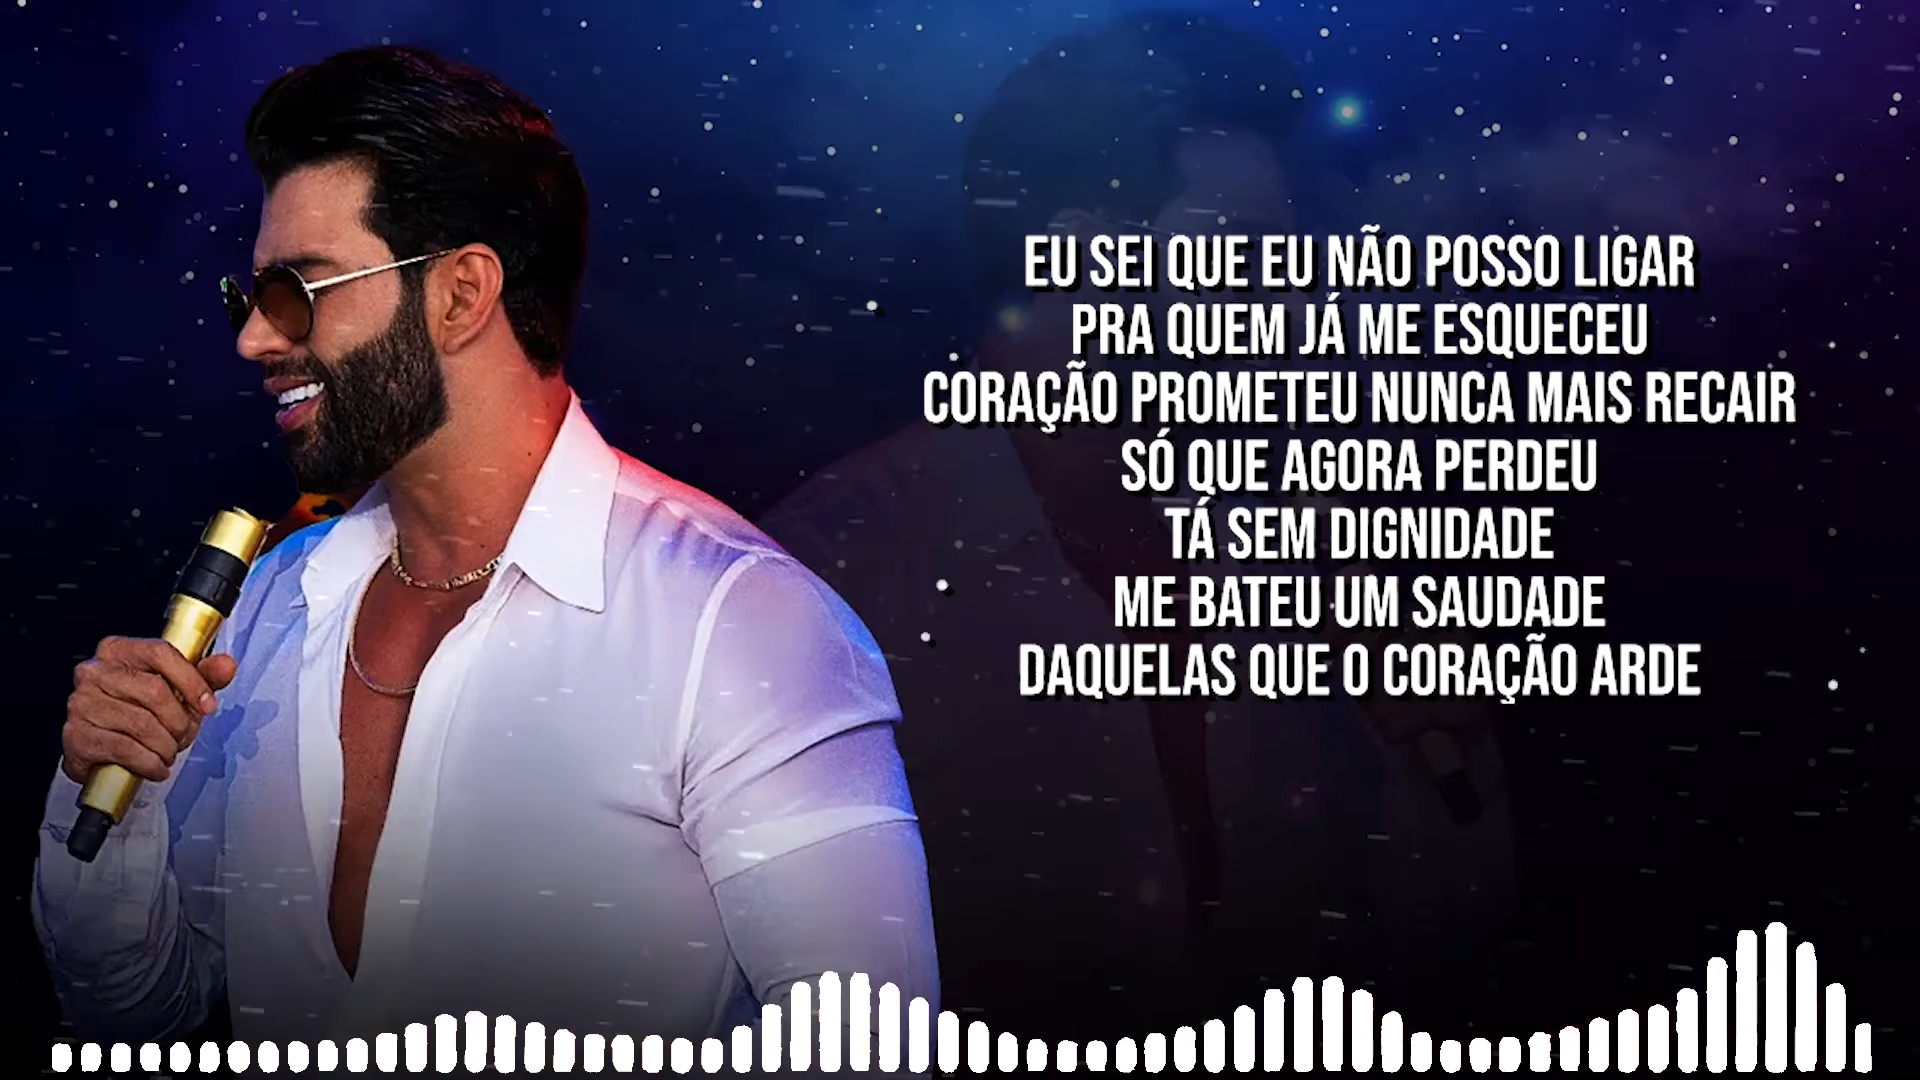 EU SEI QUE EU NÃO POSSO LIGAR
PRA QUEM JÁ ME ESQUECEU
CORAÇÃO PROMETEU NUNCA MAIS RECAIR
SÓ QUE AGORA PERDEU
TÁ SEM DIGNIDADE
ME BATEU UM SAUDADE
DAQUELAS QUE O CORAÇÃO ARDE